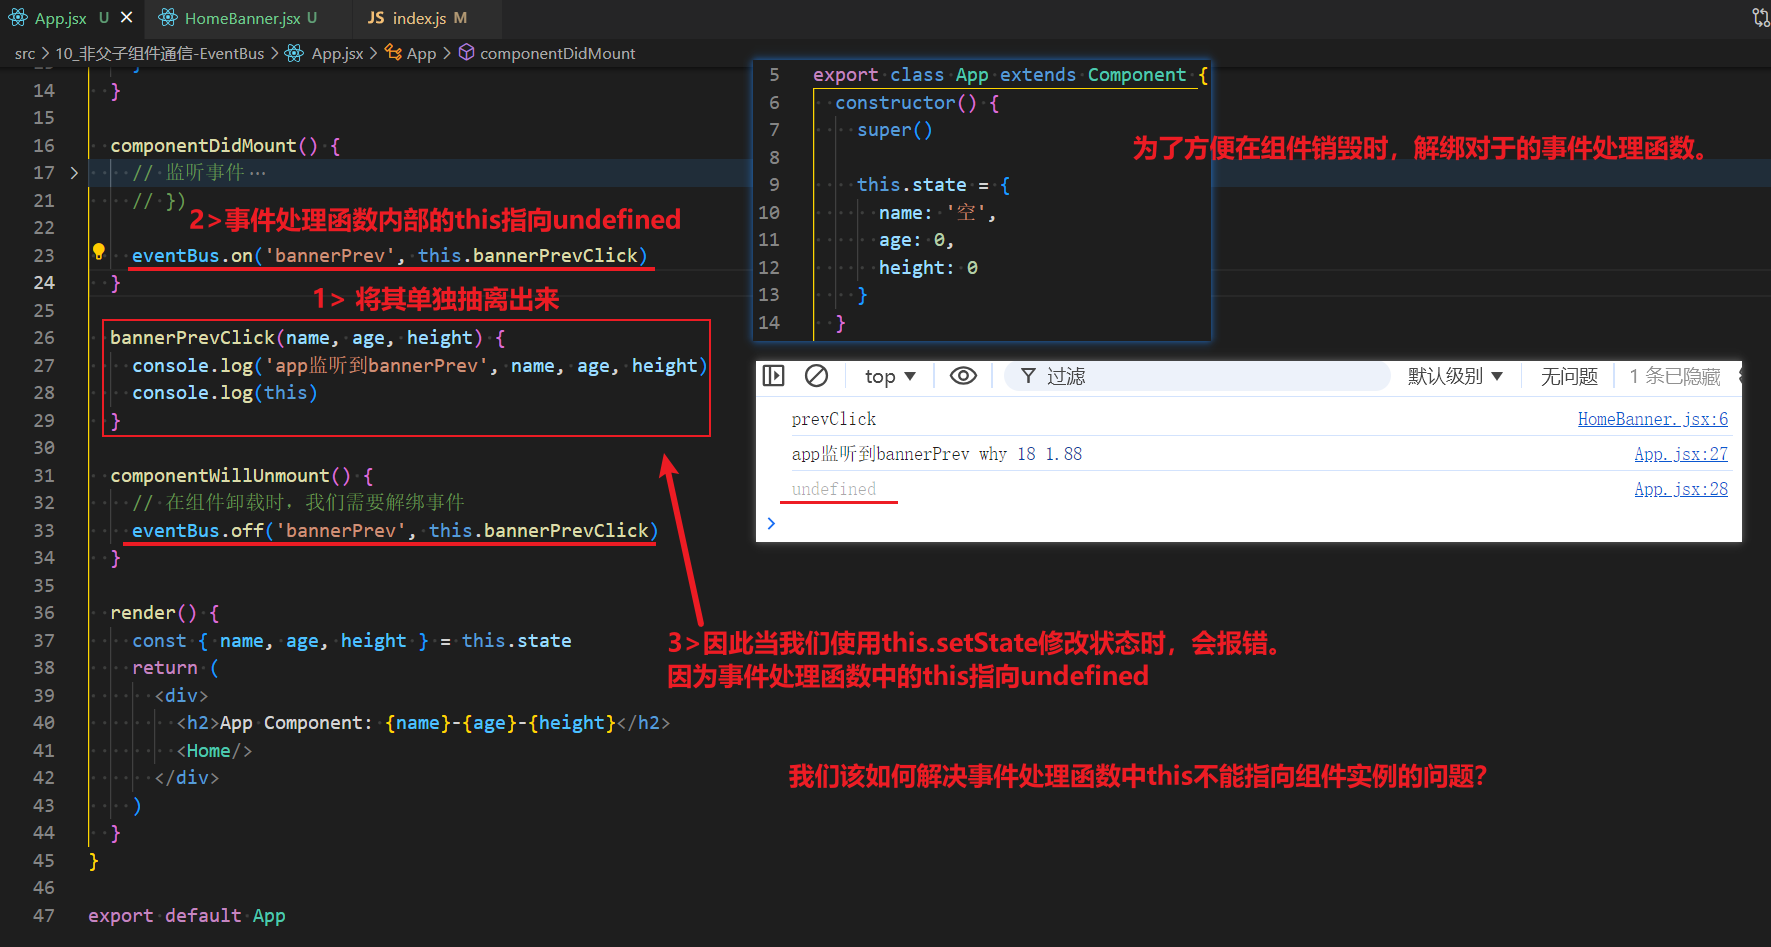 App.jsx U
HomeBanner.jsx U
JS index.js M
src > 10_非父子组件通信-EventBus > App.jsx > App > componentDidMount
14 }
15
16 componentDidMount() {
17 > // 监听事件 …
21 // })
2>事件处理函数内部的this指向undefined
22
23 eventBus.on('bannerPrev', this.bannerPrevClick)
24 }
25
1> 将其单独抽离出来
26 bannerPrevClick(name, age, height) {
27 console.log('app监听到bannerPrev', name, age, height)
28 console.log(this)
29 }
30
31 componentWillUnmount() {
32 // 在组件卸载时，我们需要解绑事件
33 eventBus.off('bannerPrev', this.bannerPrevClick)
34 }
35
36 render() {
37 const { name, age, height } = this.state
38 return (
39 <div>
40 <h2>App Component: {name}-{age}-{height}</h2>
41 <Home/>
42 </div>
43 )
44 }
45 }
46
47 export default App
5 export class App extends Component {
6 constructor() {
7 super()
8
9 this.state = {
10 name: '空',
11 age: 0,
12 height: 0
13 }
14 }
为了方便在组件销毁时，解绑对于的事件处理函数。
top 过滤 默认级别 无问题 1 条已隐藏
prevClick HomeBanner.jsx:6
app监听到bannerPrev why 18 1.88 App.jsx:27
undefined App.jsx:28
3>因此当我们使用this.setState修改状态时，会报错。
因为事件处理函数中的this指向undefined
我们该如何解决事件处理函数中this不能指向组件实例的问题?